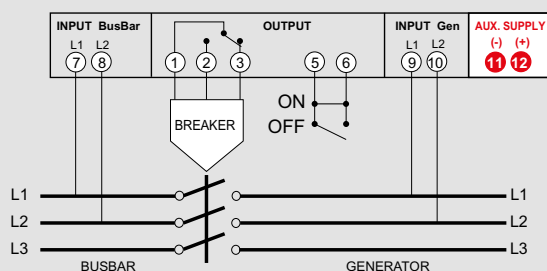 INPUT BusBar
OUTPUT
INPUT Gen
AUX. SUPPLY
L1 L2
L1 L2
(-) (+)
7 8 1 2 3 5 6 9 10 11 12
ON
OFF
BREAKER
L1 L1
L2 L2
L3 L3
BUSBAR
GENERATOR